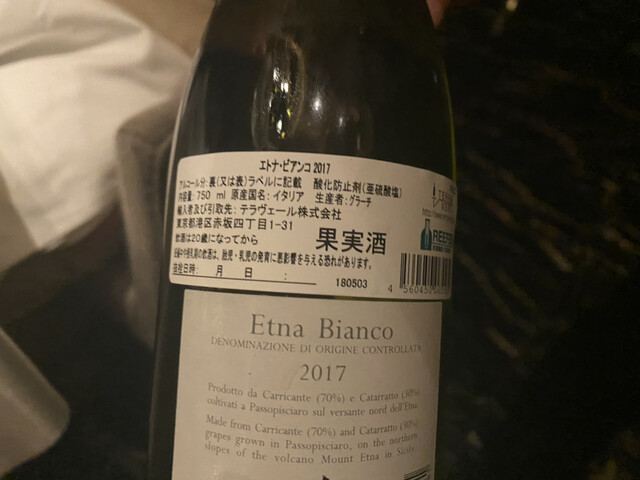 エトナ・ビアンコ 2017
アルコール分:裏(又は表)ラベルに記載 酸化防止剤(亜硫酸塩)
内容量:750 ml 原産国名:イタリア 生産者:グラーチ
輸入者及び引取先:テラヴェール株式会社
東京都港区赤坂四丁目1-31
飲酒は20歳になってから
果実酒
妊娠中や授乳期の飲酒は、胎児・乳児の発育に悪影響を与える恐れがあります。
月 日 :
180503
REEFER
Etna Bianco
DENOMINAZIONE DI ORIGINE CONTROLLATA
2017
Prodotto da Carricante (70%) e Catarratto (30%)
coltivati a Passopisciaro sul versante nord dell'Etna.
Made from Carricante (70%) and Catarratto (30%)
grapes grown in Passopisciaro, on the northern
slopes of the volcano Mount Etna in Sicily.